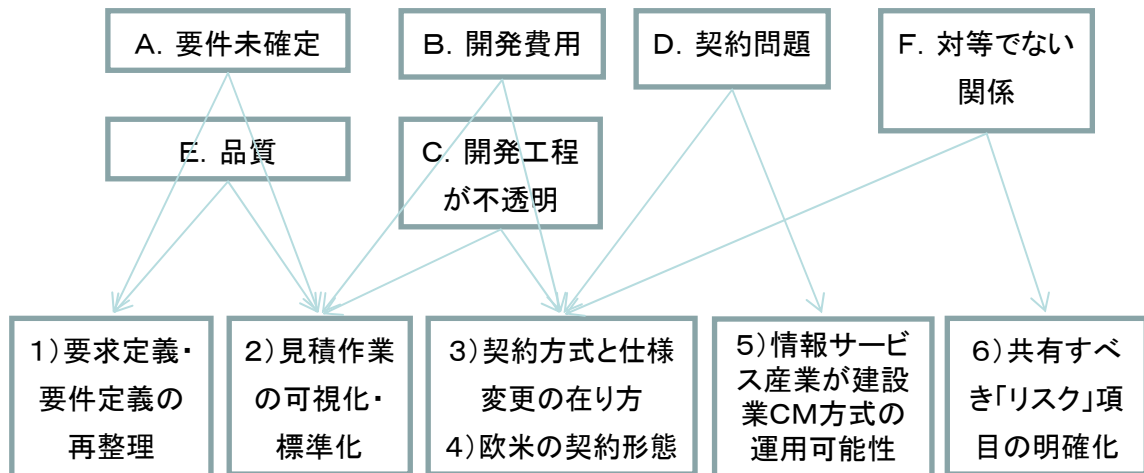 A．要件未確定
B．開発費用
D．契約問題
F．対等でない
関係
E．品質
C．開発工程
が不透明
1）要求定義・
要件定義の
再整理
2）見積作業
の可視化・
標準化
3）契約方式と仕様
変更の在り方
4）欧米の契約形態
5）情報サービ
ス産業が建設
業CM方式の
運用可能性
6）共有すべ
き「リスク」項
目の明確化